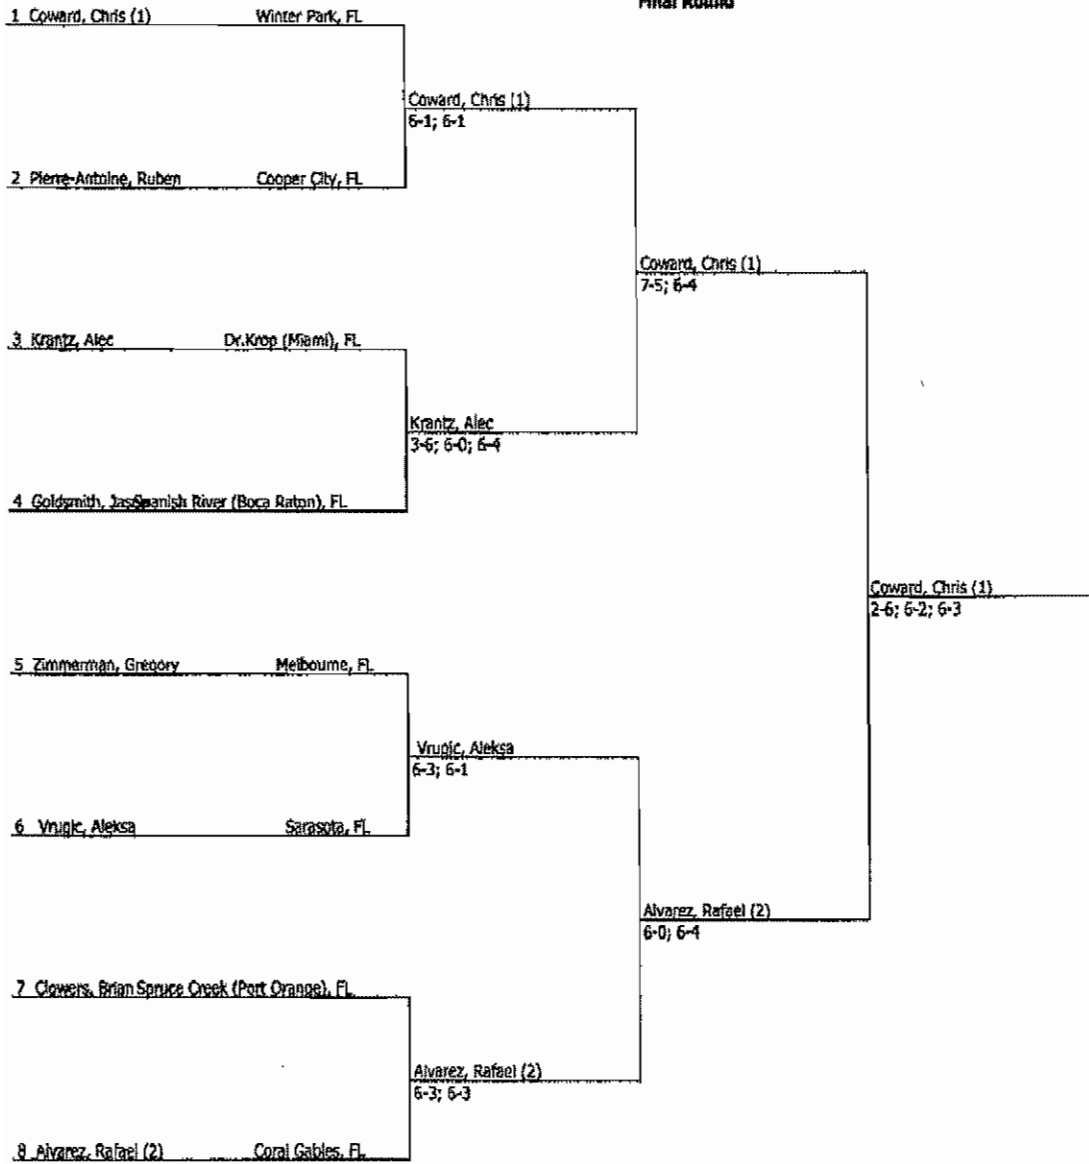 Final Round
1 Coward, Chris (1) Winter Park, FL
Coward, Chris (1)
6-1; 6-1
2 Pierre-Antoine, Ruben Cooper City, FL
Coward, Chris (1)
7-5; 6-4
3 Krantz, Alec Dr.Krop (Miami), FL
Krantz, Alec
3-6; 6-0; 6-4
4 Goldsmith, Spanish River (Boca Raton), FL
Coward, Chris (1)
2-6; 6-2; 6-3
5 Zimmerman, Gregory Melbourne, FL
Vrugic, Aleksa
6-3; 6-1
6 Vrugic, Aleksa Sarasota, FL
Alvarez, Rafael (2)
6-0; 6-4
7 Clowers, Brian Spruce Creek (Port Orange), FL
Alvarez, Rafael (2)
6-3; 6-3
8 Alvarez, Rafael (2) Coral Gables, FL